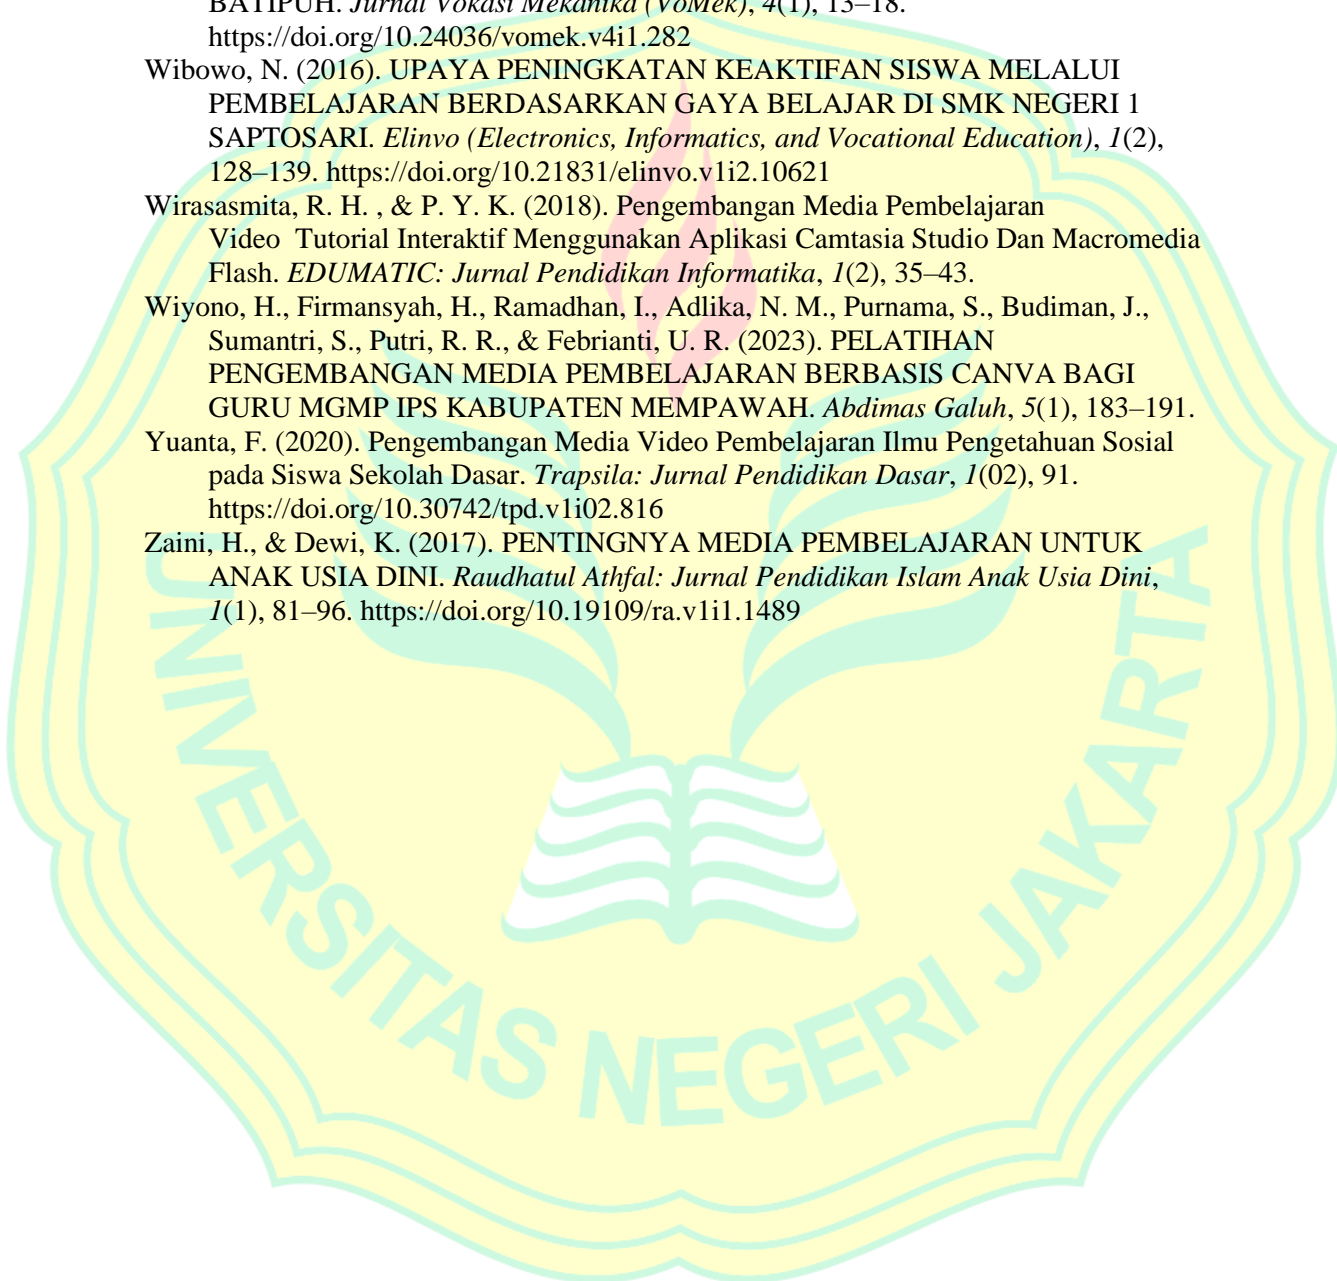 BATIPUH. Jurnal Vokasi Mekanika (VoMek), 4(1), 13–18.
https://doi.org/10.24036/vomek.v4i1.282
Wibowo, N. (2016). UPAYA PENINGKATAN KEAKTIFAN SISWA MELALUI
PEMBELAJARAN BERDASARKAN GAYA BELAJAR DI SMK NEGERI 1
SAPTOSARI. Elinvo (Electronics, Informatics, and Vocational Education), 1(2),
128–139. https://doi.org/10.21831/elinvo.v1i2.10621
Wirasasmita, R. H. , & P. Y. K. (2018). Pengembangan Media Pembelajaran
Video Tutorial Interaktif Menggunakan Aplikasi Camtasia Studio Dan Macromedia
Flash. EDUMATIC: Jurnal Pendidikan Informatika, 1(2), 35–43.
Wiyono, H., Firmansyah, H., Ramadhan, I., Adlika, N. M., Purnama, S., Budiman, J.,
Sumantri, S., Putri, R. R., & Febrianti, U. R. (2023). PELATIHAN
PENGEMBANGAN MEDIA PEMBELAJARAN BERBASIS CANVA BAGI
GURU MGMP IPS KABUPATEN MEMPAWAH. Abdimas Galuh, 5(1), 183–191.
Yuanta, F. (2020). Pengembangan Media Video Pembelajaran Ilmu Pengetahuan Sosial
pada Siswa Sekolah Dasar. Trapsila: Jurnal Pendidikan Dasar, 1(02), 91.
https://doi.org/10.30742/tpd.v1i02.816
Zaini, H., & Dewi, K. (2017). PENTINGNYA MEDIA PEMBELAJARAN UNTUK
ANAK USIA DINI. Raudhatul Athfal: Jurnal Pendidikan Islam Anak Usia Dini,
1(1), 81–96. https://doi.org/10.19109/ra.v1i1.1489
UNIVERSITAS NEGERI JAKARTA